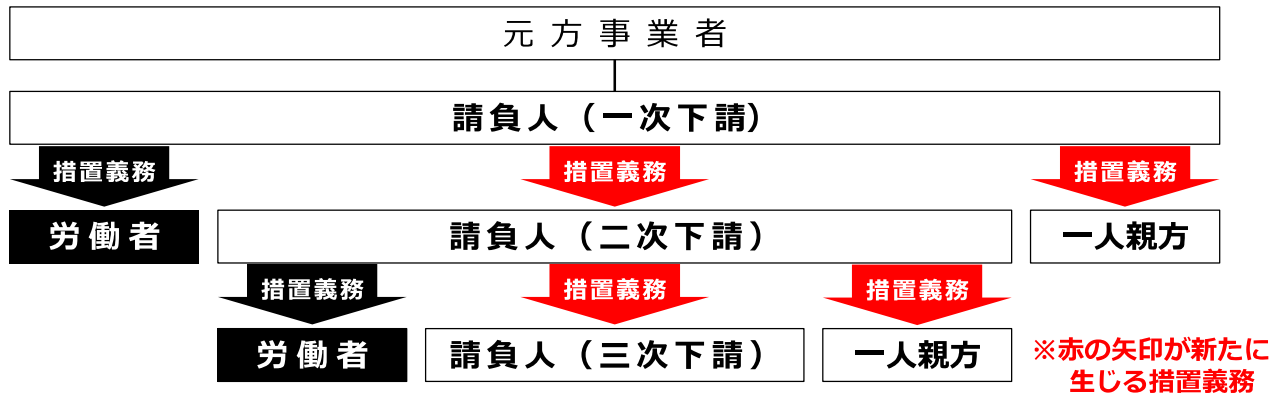 元方事業者
請負人（一次下請）
措置義務
措置義務
措置義務
労働者
請負人（二次下請）
一人親方
措置義務
措置義務
措置義務
労働者
請負人（三次下請）
一人親方
※赤の矢印が新たに
生じる措置義務